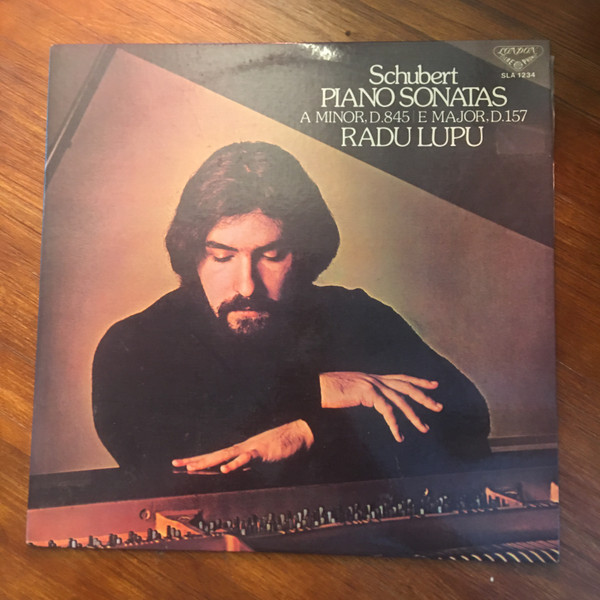 LONDON
SLA 1234
Schubert
PIANO SONATAS
A MINOR, D.845 | E MAJOR, D.157
RADU LUPU